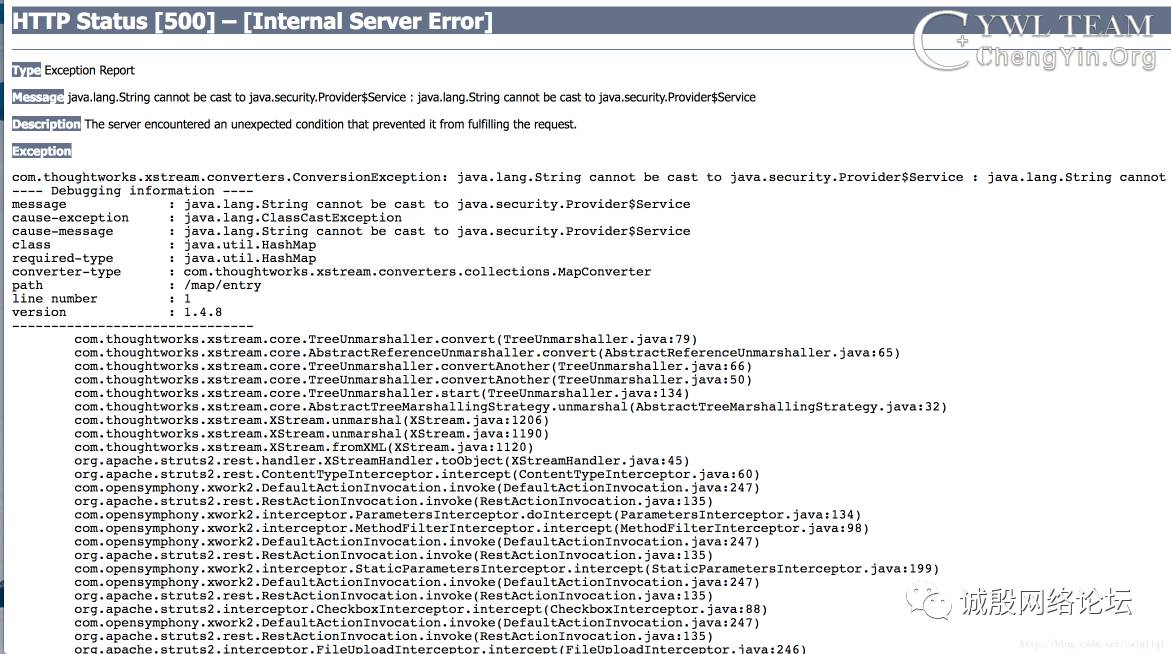 HTTP Status [500] – [Internal Server Error]
YWL TEAM
ChengYin.Org
Type Exception Report
Message java.lang.String cannot be cast to java.security.Provider$Service : java.lang.String cannot be cast to java.security.Provider$Service
Description The server encountered an unexpected condition that prevented it from fulfilling the request.
Exception
com.thoughtworks.xstream.converters.ConversionException: java.lang.String cannot be cast to java.security.Provider$Service : java.lang.String cannot
---- Debugging information ----
message : java.lang.String cannot be cast to java.security.Provider$Service
cause-exception : java.lang.ClassCastException
cause-message : java.lang.String cannot be cast to java.security.Provider$Service
class : java.util.HashMap
required-type : java.util.HashMap
converter-type : com.thoughtworks.xstream.converters.collections.MapConverter
path : /map/entry
line number : 1
version : 1.4.8
-------------------------------
com.thoughtworks.xstream.core.TreeUnmarshaller.convert(TreeUnmarshaller.java:79)
com.thoughtworks.xstream.core.AbstractReferenceUnmarshaller.convert(AbstractReferenceUnmarshaller.java:65)
com.thoughtworks.xstream.core.TreeUnmarshaller.convertAnother(TreeUnmarshaller.java:66)
com.thoughtworks.xstream.core.TreeUnmarshaller.convertAnother(TreeUnmarshaller.java:50)
com.thoughtworks.xstream.core.TreeUnmarshaller.start(TreeUnmarshaller.java:134)
com.thoughtworks.xstream.core.AbstractTreeMarshallingStrategy.unmarshal(AbstractTreeMarshallingStrategy.java:32)
com.thoughtworks.xstream.XStream.unmarshal(XStream.java:1206)
com.thoughtworks.xstream.XStream.unmarshal(XStream.java:1190)
com.thoughtworks.xstream.XStream.fromXML(XStream.java:1120)
org.apache.struts2.rest.handler.XStreamHandler.toObject(XStreamHandler.java:45)
org.apache.struts2.rest.ContentTypeInterceptor.intercept(ContentTypeInterceptor.java:60)
com.opensymphony.xwork2.DefaultActionInvocation.invoke(DefaultActionInvocation.java:247)
org.apache.struts2.rest.RestActionInvocation.invoke(RestActionInvocation.java:135)
com.opensymphony.xwork2.interceptor.ParametersInterceptor.doIntercept(ParametersInterceptor.java:134)
com.opensymphony.xwork2.interceptor.MethodFilterInterceptor.intercept(MethodFilterInterceptor.java:98)
com.opensymphony.xwork2.DefaultActionInvocation.invoke(DefaultActionInvocation.java:247)
org.apache.struts2.rest.RestActionInvocation.invoke(RestActionInvocation.java:135)
com.opensymphony.xwork2.interceptor.StaticParametersInterceptor.intercept(StaticParametersInterceptor.java:199)
com.opensymphony.xwork2.DefaultActionInvocation.invoke(DefaultActionInvocation.java:247)
org.apache.struts2.rest.RestActionInvocation.invoke(RestActionInvocation.java:135)
org.apache.struts2.interceptor.CheckboxInterceptor.intercept(CheckboxInterceptor.java:88)
com.opensymphony.xwork2.DefaultActionInvocation.invoke(DefaultActionInvocation.java:247)
org.apache.struts2.rest.RestActionInvocation.invoke(RestActionInvocation.java:135)
org.apache.struts2.interceptor.FileUploadInterceptor.intercept(FileUploadInterceptor.java:246)
诚殷网络论坛